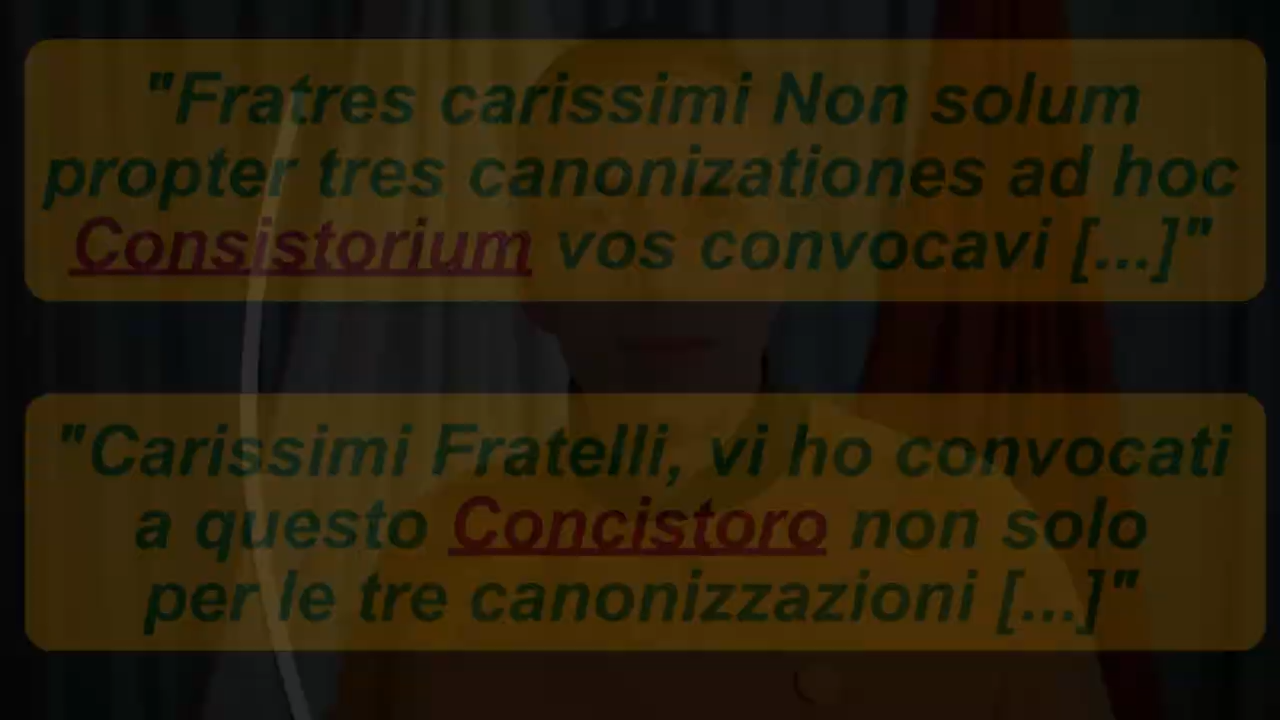 "Fratres carissimi Non solum
propter tres canonizationes ad hoc
Consistorium vos convocavi [...]"
"Carissimi Fratelli, vi ho convocati
a questo Concistoro non solo
per le tre canonizzazioni [...]"